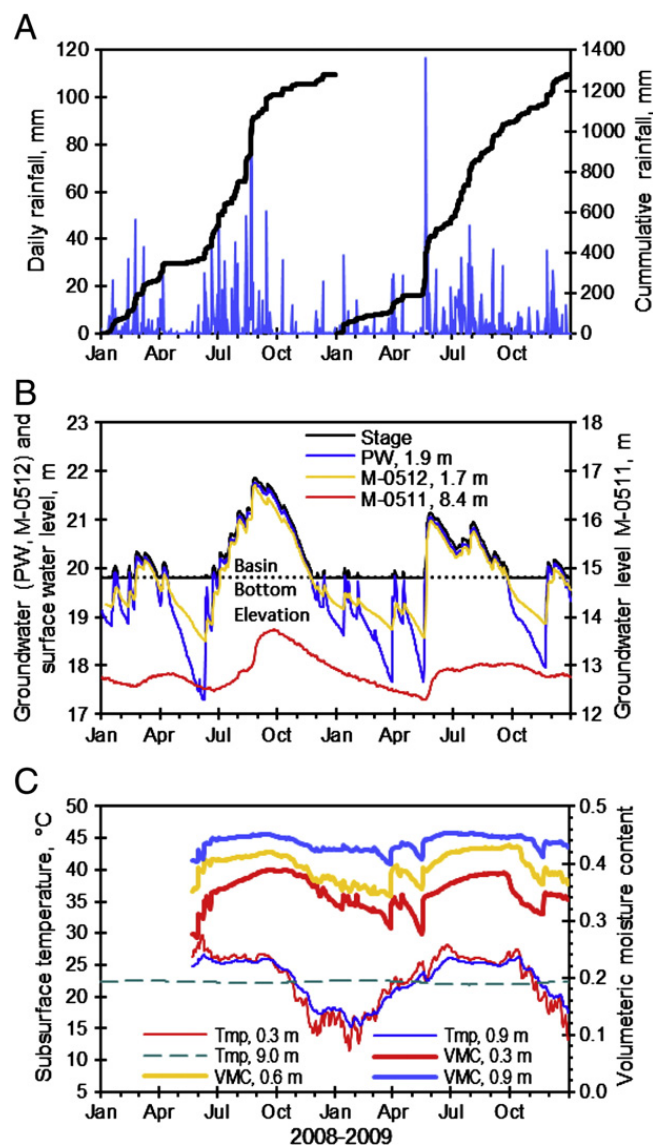 A
Daily rainfall, mm
120
100
80
60
40
20
0
1400
1200
1000
800
600
400
200
0
Cummulative rainfall, mm
Jan Apr Jul Oct Jan Apr Jul Oct
B
Groundwater (PW, M-0512) and
surface water level, m
23
22
21
20
19
18
17
Stage
PW, 1.9 m
M-0512, 1.7 m
M-0511, 8.4 m
Basin
Bottom
Elevation
18
17
16
15
14
13
12
Groundwater level M-0511, m
Jan Apr Jul Oct Jan Apr Jul Oct Jan
C
Subsurface temperature, °C
50
45
40
35
30
25
20
15
10
5
0.5
0.4
0.3
0.2
0.1
0.0
Volumeteric moisture content
Tmp, 0.3 m Tmp, 0.9 m
Tmp, 9.0 m VMC, 0.3 m
VMC, 0.6 m VMC, 0.9 m
Jan Apr Jul Oct Jan Apr Jul Oct Jan
2008-2009